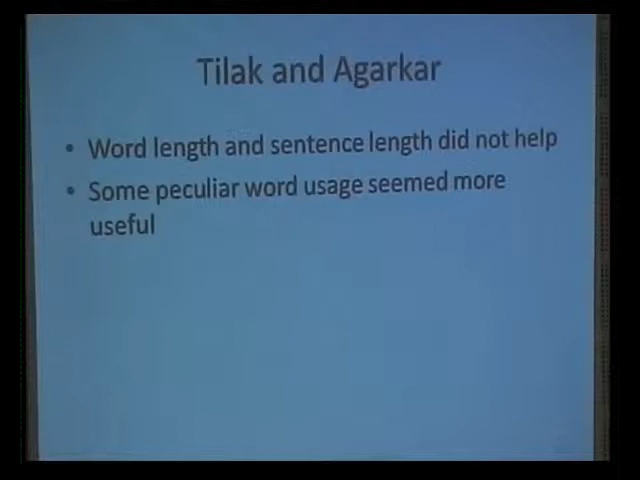 Tilak and Agarkar
• Word length and sentence length did not help
• Some peculiar word usage seemed more
useful